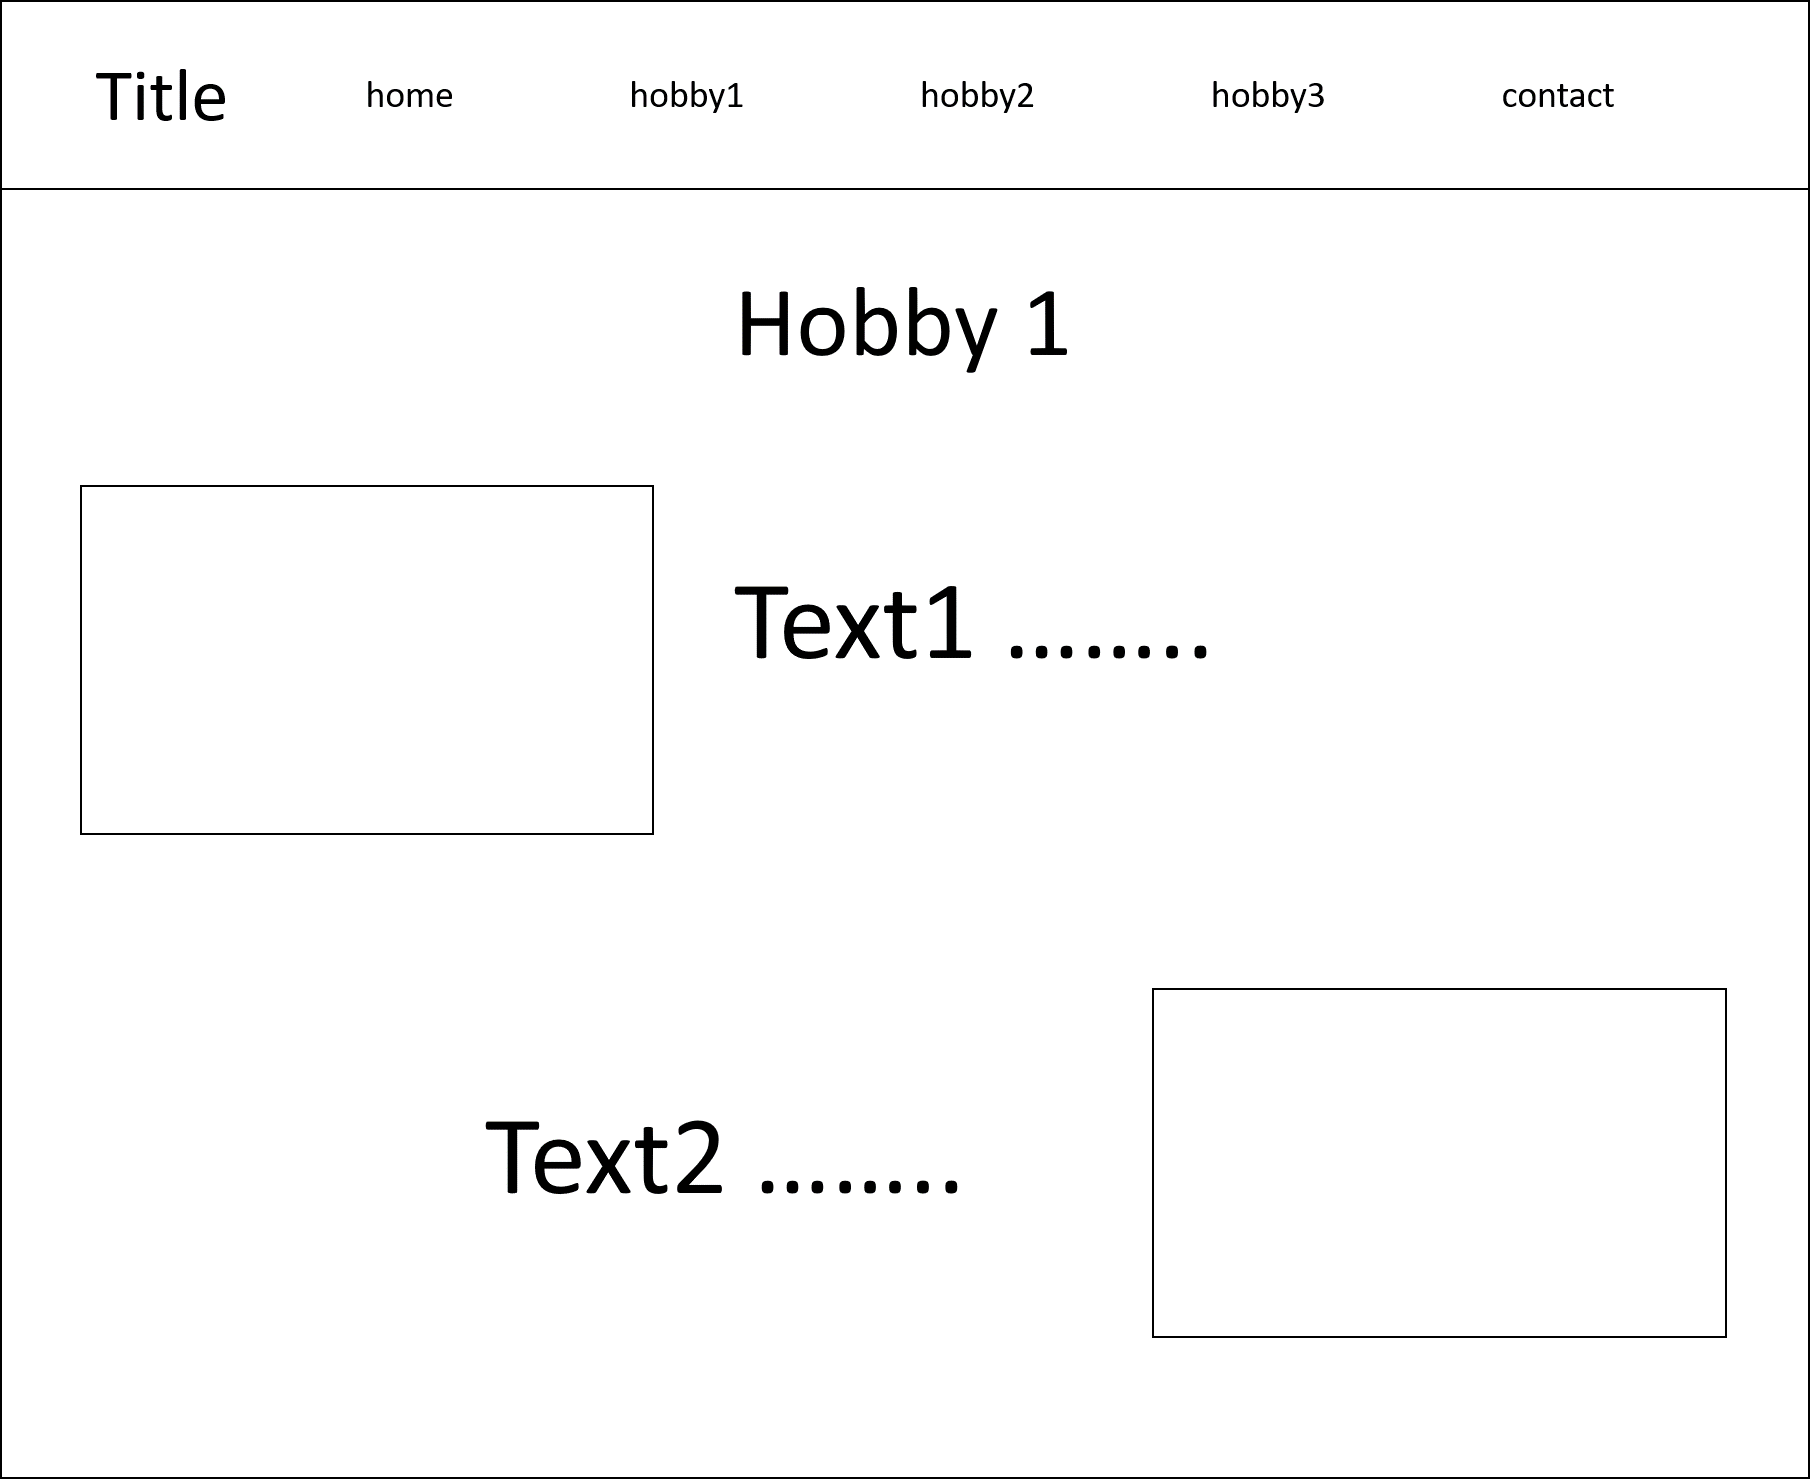 Title home hobby1 hobby2 hobby3 contact
Hobby 1
Text1 ........
Text2 ........